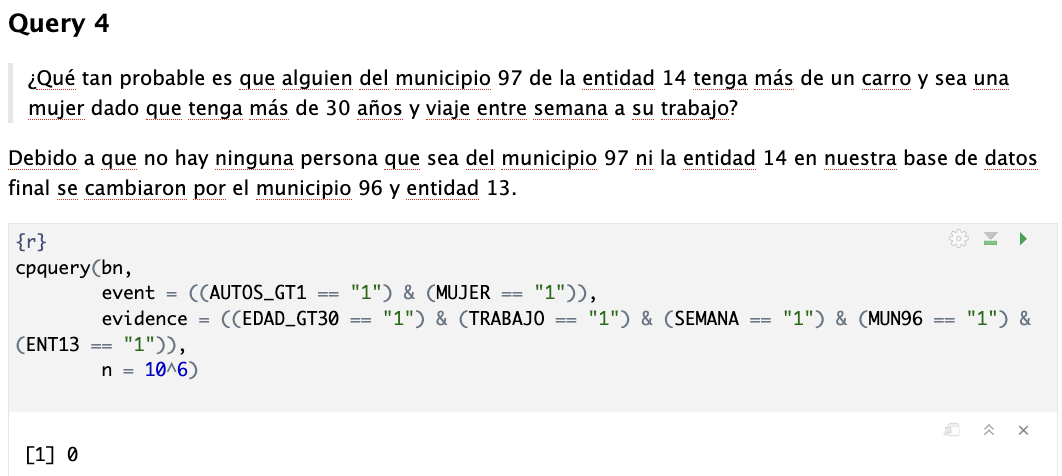 Query 4
¿Qué tan probable es que alguien del municipio 97 de la entidad 14 tenga más de un carro y sea una
mujer dado que tenga más de 30 años y viaje entre semana a su trabajo?
Debido a que no hay ninguna persona que sea del municipio 97 ni la entidad 14 en nuestra base de datos
final se cambiaron por el municipio 96 y entidad 13.
{r}
cpquery(bn,
        event = ((AUTOS_GT1 == "1") & (MUJER == "1")),
        evidence = ((EDAD_GT30 == "1") & (TRABAJO == "1") & (SEMANA == "1") & (MUN96 == "1") &
(ENT13 == "1")),
        n = 10^6)
[1] 0